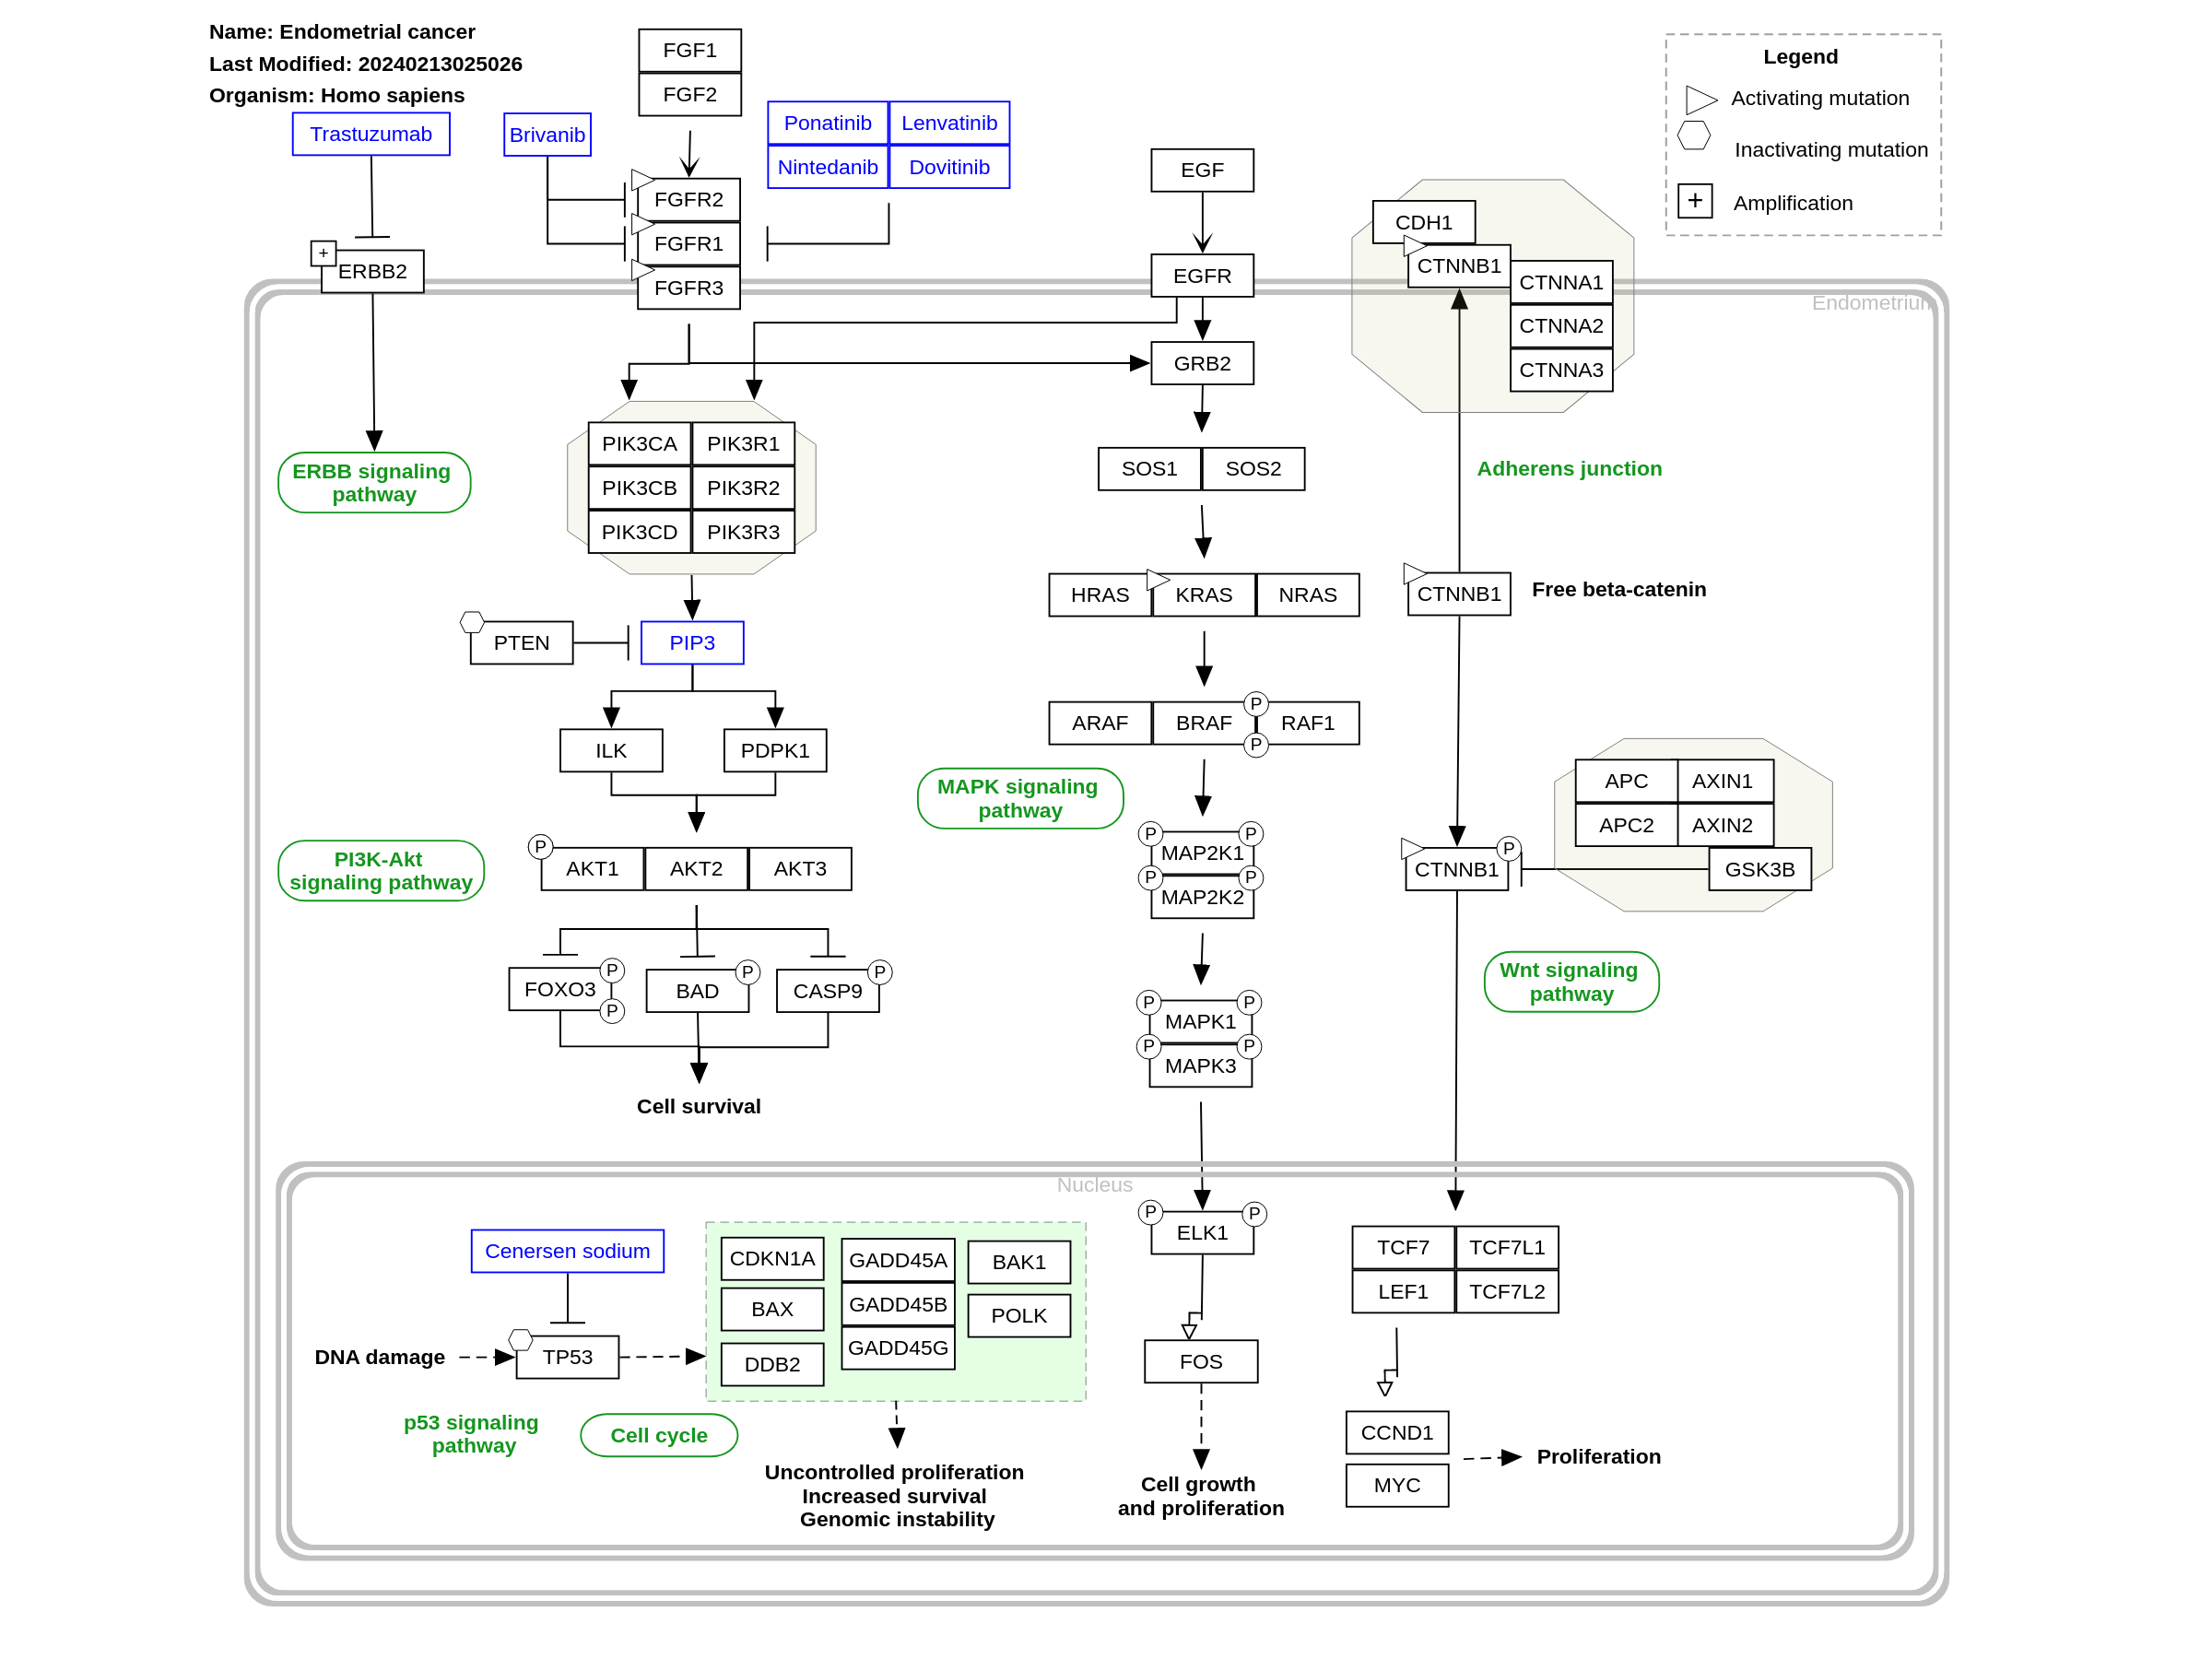 Name: Endometrial cancer
Last Modified: 20240213025026
Organism: Homo sapiens
FGF1
FGF2
Trastuzumab
Brivanib
Ponatinib
Lenvatinib
Nintedanib
Dovitinib
Legend
Activating mutation
Inactivating mutation
+
Amplification
EGF
FGFR2
FGFR1
FGFR3
+
ERBB2
EGFR
CDH1
CTNNB1
CTNNA1
CTNNA2
CTNNA3
Endometrium
GRB2
PIK3CA
PIK3R1
PIK3CB
PIK3R2
PIK3CD
PIK3R3
ERBB signaling
pathway
SOS1
SOS2
Adherens junction
HRAS
KRAS
NRAS
CTNNB1
Free beta-catenin
PTEN
PIP3
ILK
PDPK1
ARAF
BRAF
P
P
RAF1
MAPK signaling
pathway
APC
AXIN1
APC2
AXIN2
GSK3B
PI3K-Akt
signaling pathway
P
AKT1
AKT2
AKT3
P
P
MAP2K1
P
P
MAP2K2
CTNNB1
P
Wnt signaling
pathway
FOXO3
P
P
BAD
P
CASP9
P
P
P
MAPK1
P
P
MAPK3
Cell survival
Nucleus
P
P
ELK1
Cenersen sodium
CDKN1A
BAX
DDB2
GADD45A
GADD45B
GADD45G
BAK1
POLK
TCF7
TCF7L1
LEF1
TCF7L2
DNA damage
TP53
FOS
p53 signaling
pathway
Cell cycle
CCND1
MYC
Proliferation
Uncontrolled proliferation
Increased survival
Genomic instability
Cell growth
and proliferation